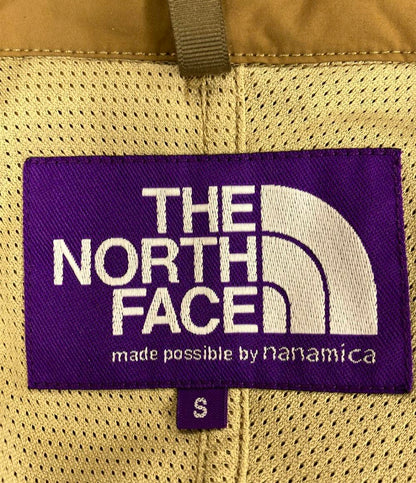 THE
NORTH
FACE
made possible by nanamica
S